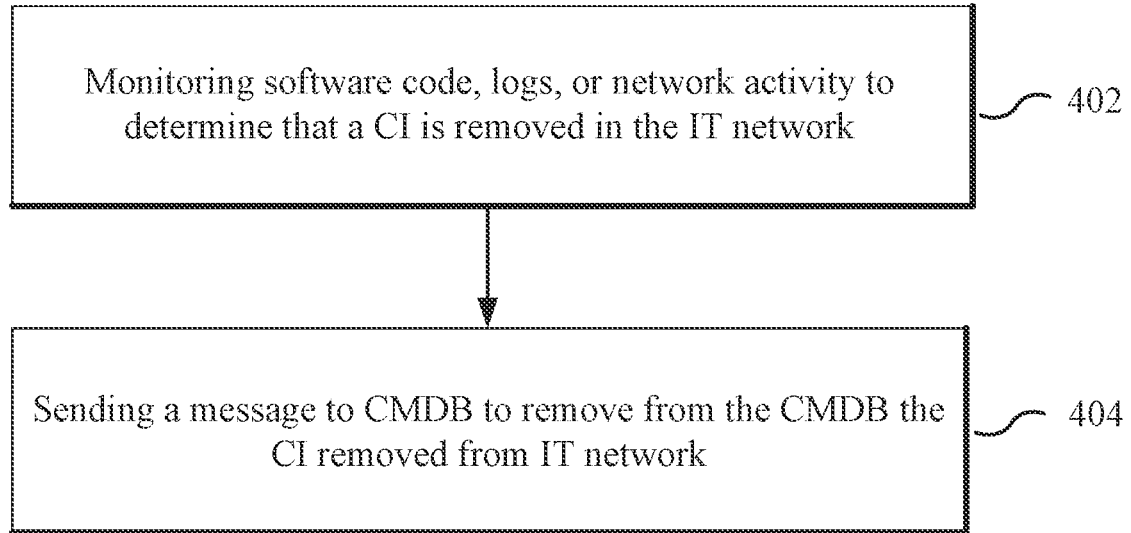 Monitoring software code, logs, or network activity to
determine that a CI is removed in the IT network
402
Sending a message to CMDB to remove from the CMDB the
CI removed from IT network
404